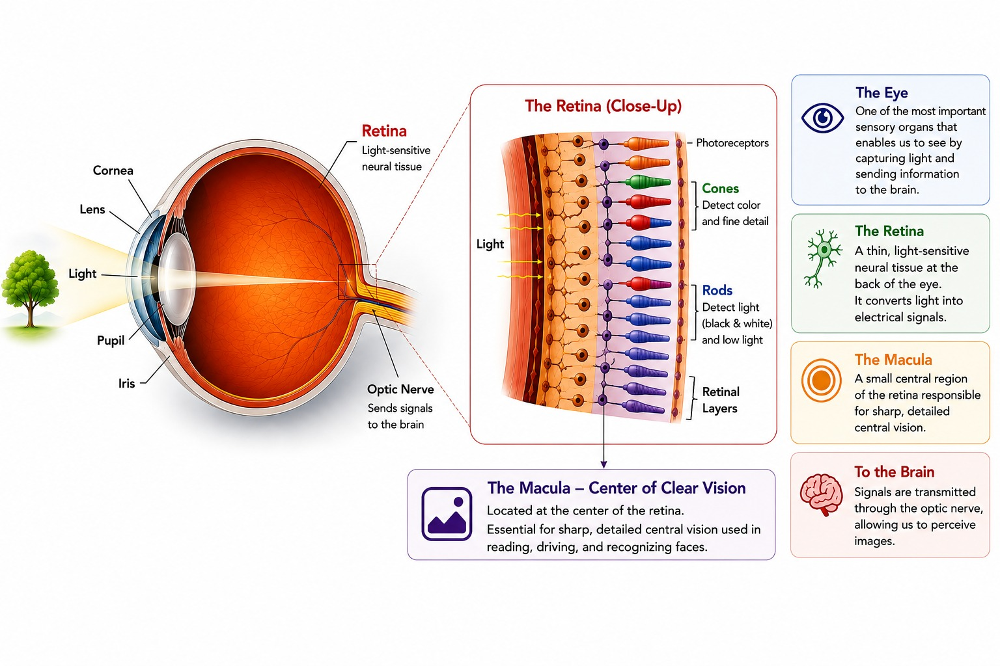 Retina
Light-sensitive
neural tissue
Cornea
Lens
Light
Pupil
Iris
Optic Nerve
Sends signals
to the brain
The Retina (Close-Up)
Photoreceptors
Cones
Detect color
and fine detail
Light
Rods
Detect light
(black & white)
and low light
Retinal
Layers
The Macula – Center of Clear Vision
Located at the center of the retina.
Essential for sharp, detailed central vision used in
reading, driving, and recognizing faces.
The Eye
One of the most important
sensory organs that
enables us to see by
capturing light and
sending information
to the brain.
The Retina
A thin, light-sensitive
neural tissue at the
back of the eye.
It converts light into
electrical signals.
The Macula
A small central region
of the retina responsible
for sharp, detailed
central vision.
To the Brain
Signals are transmitted
through the optic nerve,
allowing us to perceive
images.